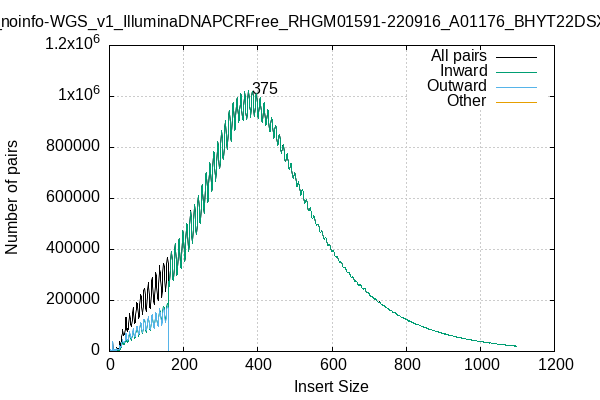 _noinfo-WGS_v1_IlluminaDNAPCRFree_RHGM01591-220916_A01176_BHYT22DSX
1.2x10^6
1x10^6
800000
600000
400000
200000
0
Number of pairs
All pairs
Inward
Outward
Other
375
0 200 400 600 800 1000 1200
Insert Size